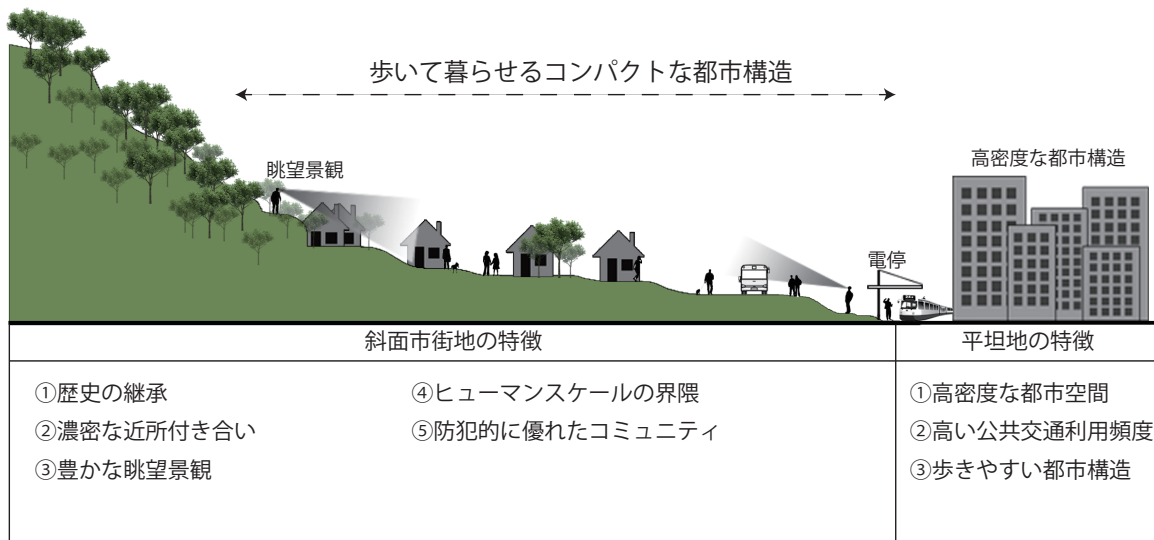 歩いて暮らせるコンパクトな都市構造
眺望景観
高密度な都市構造
電停
斜面市街地の特徴
①歴史の継承
②濃密な近所付き合い
③豊かな眺望景観
④ヒューマンスケールの界隈
⑤防犯的に優れたコミュニティ
平坦地の特徴
①高密度な都市空間
②高い公共交通利用頻度
③歩きやすい都市構造